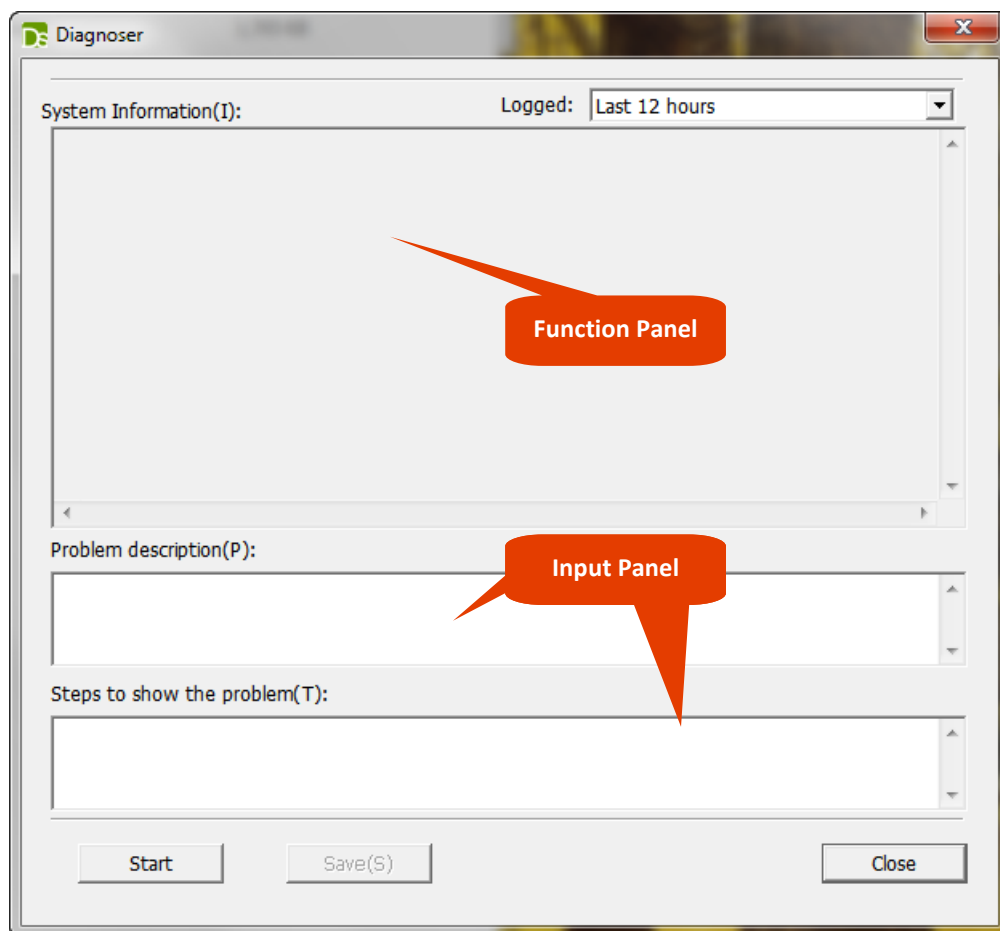 Diagnoser
System Information(I):
Logged: Last 12 hours
Function Panel
Problem description(P):
Input Panel
Steps to show the problem(T):
Start Save(S) Close